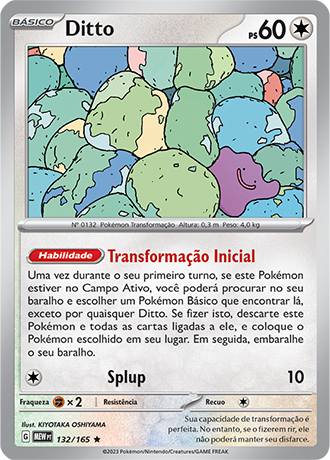 BÁSICO Ditto PS 60
Nº 0132 Pokémon Transformação Altura: 0,3 m Peso: 4,0 kg
Habilidade Transformação Inicial
Uma vez durante o seu primeiro turno, se este Pokémon
estiver no Campo Ativo, você poderá procurar no seu
baralho e escolher um Pokémon Básico que encontrar lá,
exceto por quaisquer Ditto. Se fizer isto, descarte este
Pokémon e todas as cartas ligadas a ele, e coloque o
Pokémon escolhido em seu lugar. Em seguida, embaralhe
o seu baralho.
Splup 10
Fraqueza ×2 Resistência Recuo
Ilust. KIYOTAKA OSHIYAMA
G MEW PT 132/165 ★
Sua capacidade de transformação é
perfeita. No entanto, se o fizerem rir, ele
não poderá manter seu disfarce.
©2023 Pokémon/Nintendo/Creatures/GAME FREAK